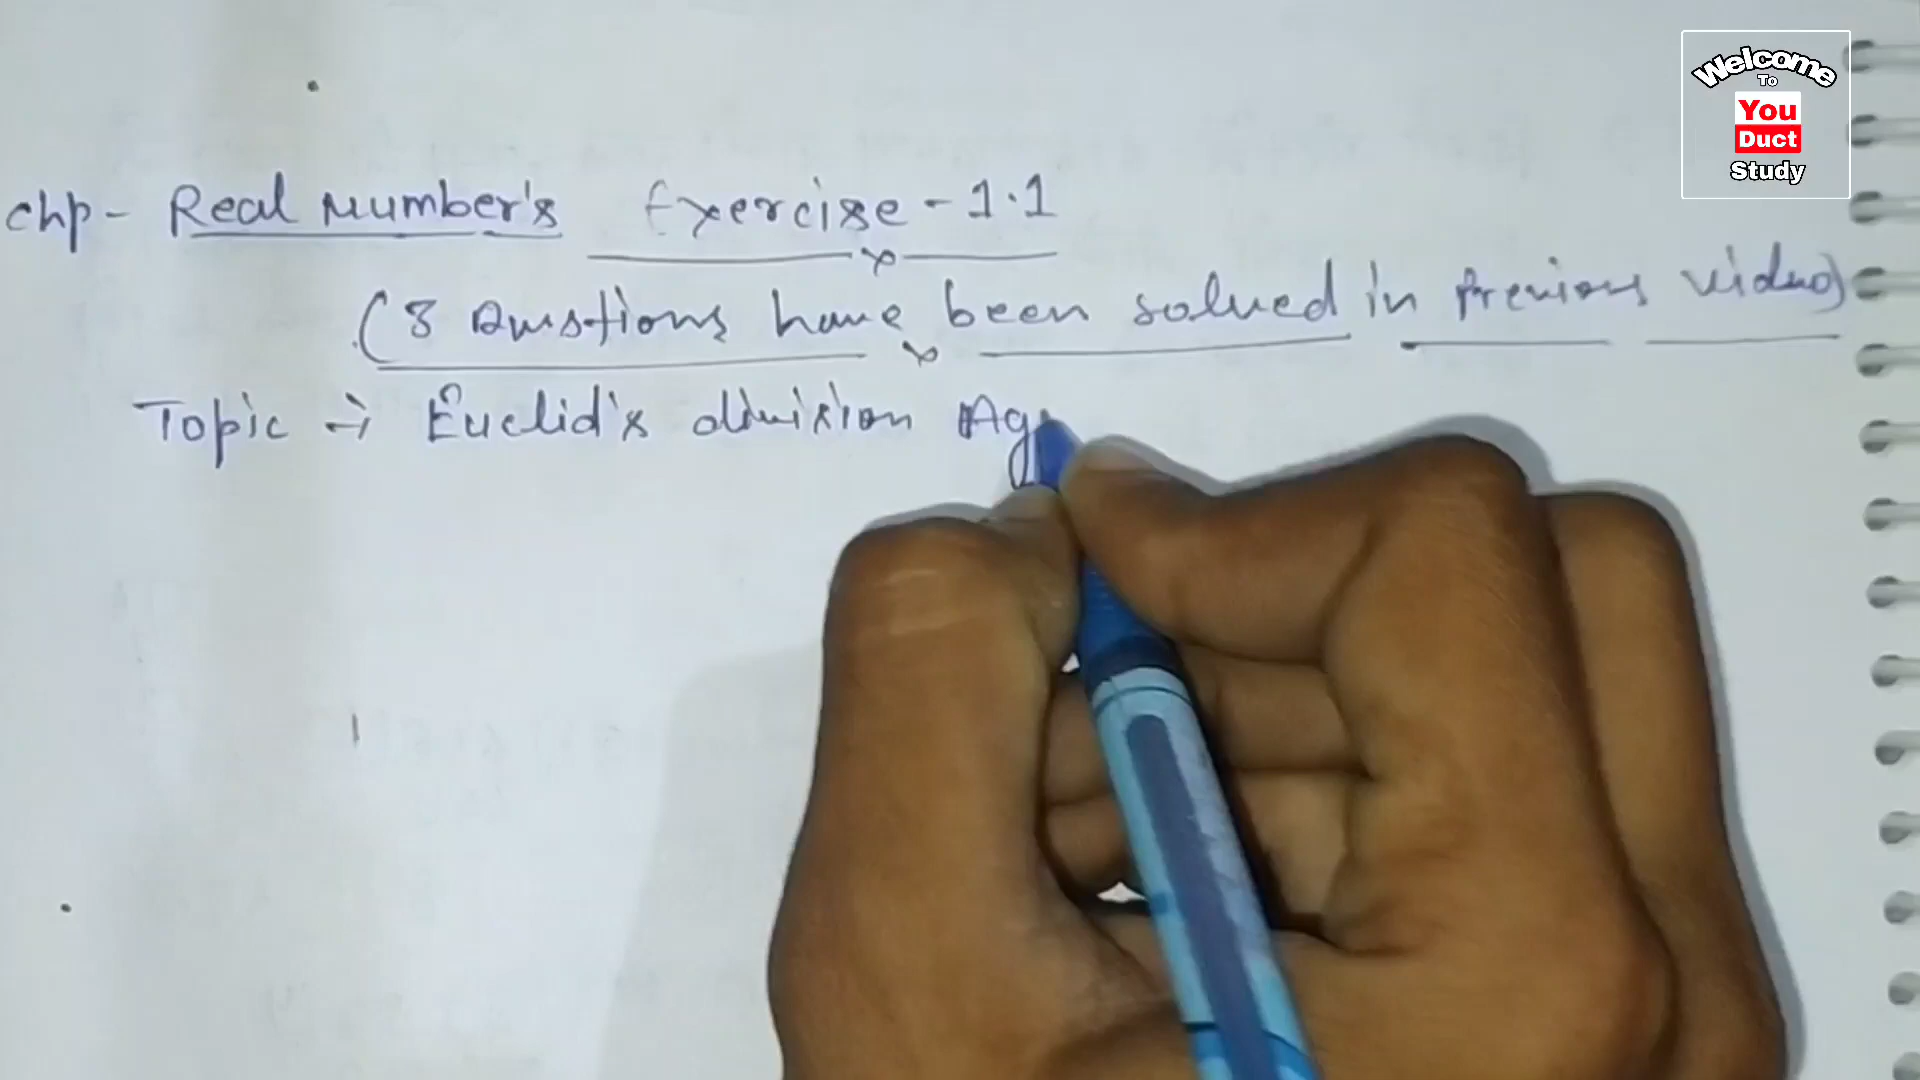 Welcome
To
You
Duct
Study
Chp - Real Number's Exercise - 1.1
(8 Questions have been solved in Previous video)
Topic → Euclid's division Ag